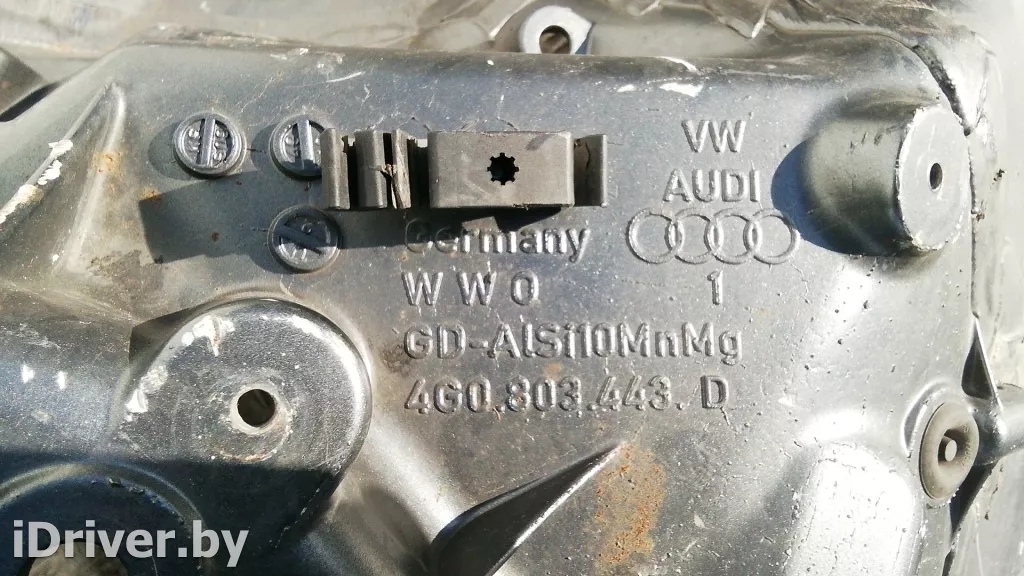 VW
AUDI
Germany
W W O 1
GD-AlSi10MnMg
4G0.803.443. D
iDriver.by